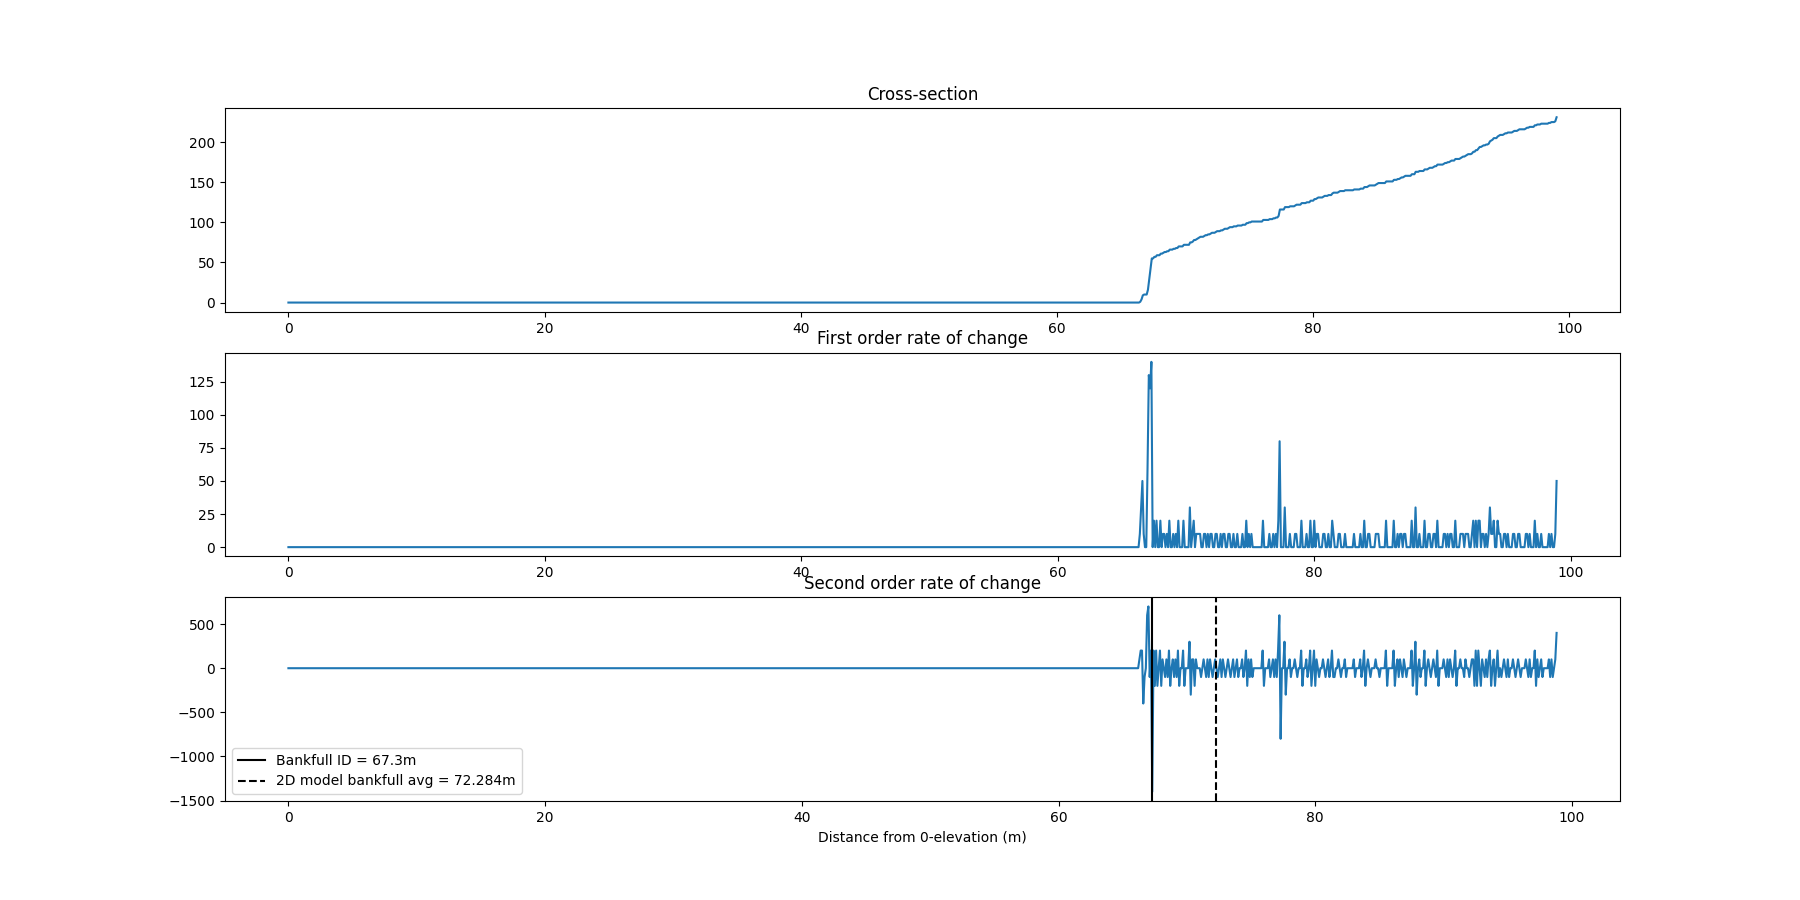 Cross-section
200
150
100
50
0
0 20 40 60 80 100
First order rate of change
125
100
75
50
25
0
0 20 40 60 80 100
Second order rate of change
500
0
−500
−1000
−1500
Bankfull ID = 67.3m
2D model bankfull avg = 72.284m
0 20 40 60 80 100
Distance from 0-elevation (m)